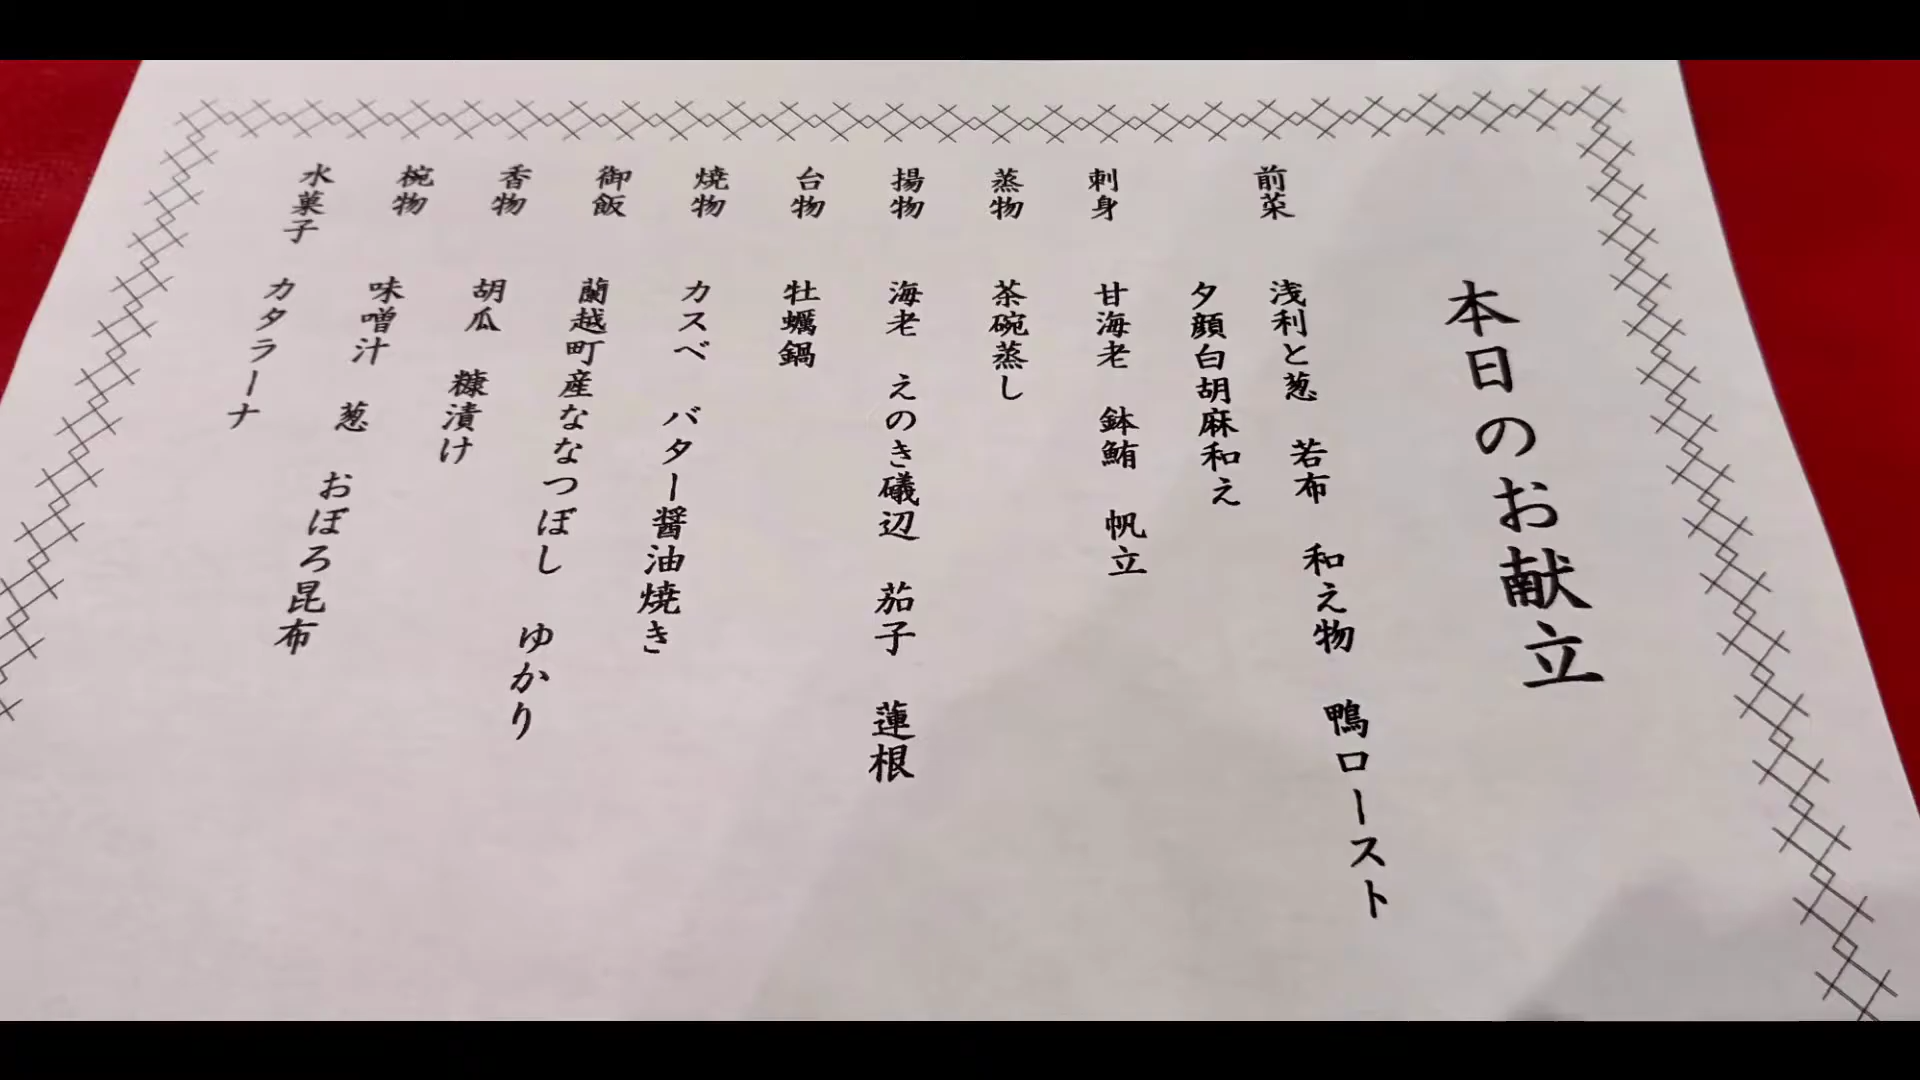 本日のお献立
前菜 浅利と葱 若布 和え物 鴨ロースト
夕顔白胡麻和え
刺身 甘海老 鉢鮪 帆立
蒸物 茶碗蒸し
揚物 海老 えのき礒辺 茄子 蓮根
台物 牡蠣鍋
焼物 カスベ バター醤油焼き
御飯 蘭越町産ななつぼし ゆかり
香物 胡瓜 糠漬け
椀物 味噌汁 葱 おぼろ昆布
水菓子 カタラーナ